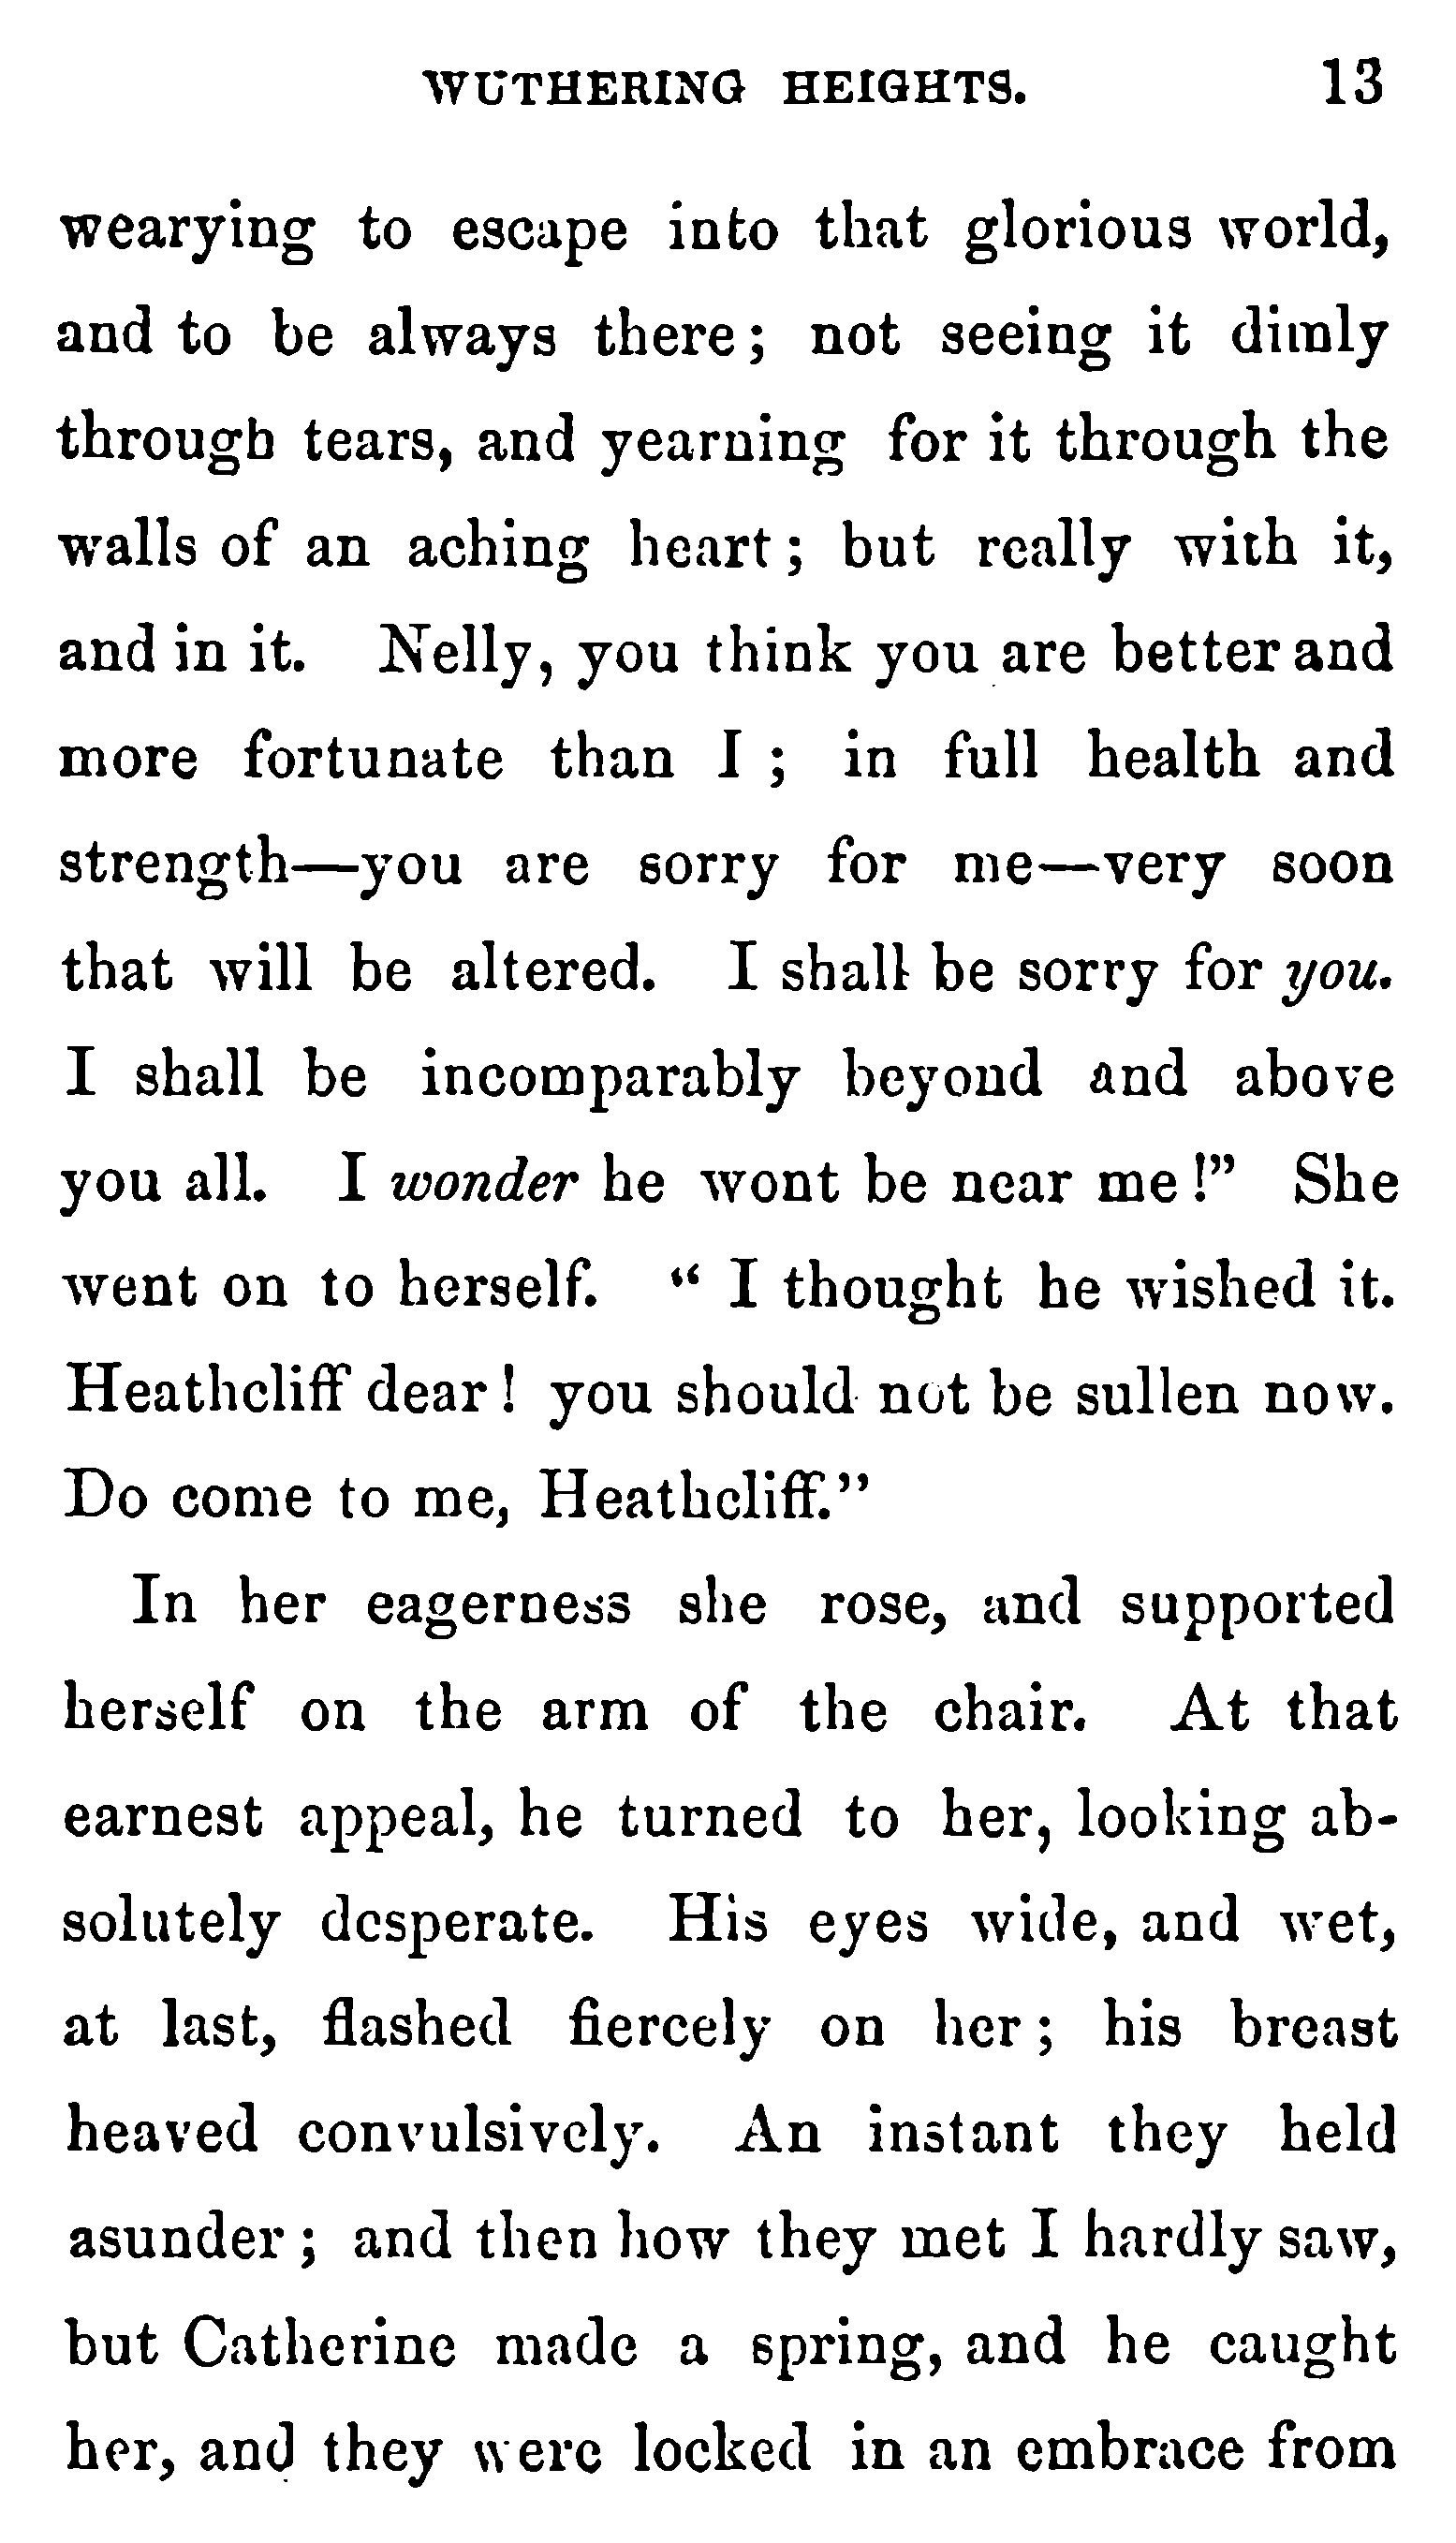 WUTHERING HEIGHTS. 13
wearying to escape into that glorious world,
and to be always there; not seeing it dimly
through tears, and yearning for it through the
walls of an aching heart; but really with it,
and in it. Nelly, you think you are better and
more fortunate than I; in full health and
strength—you are sorry for me—very soon
that will be altered. I shall be sorry for you.
I shall be incomparably beyond and above
you all. I wonder he wont be near me!" She
went on to herself. "I thought he wished it.
Heathcliff dear! you should not be sullen now.
Do come to me, Heathcliff."
In her eagerness she rose, and supported
herself on the arm of the chair. At that
earnest appeal, he turned to her, looking ab-
solutely desperate. His eyes wide, and wet,
at last, flashed fiercely on her; his breast
heaved convulsively. An instant they held
asunder; and then how they met I hardly saw,
but Catherine made a spring, and he caught
her, and they were locked in an embrace from